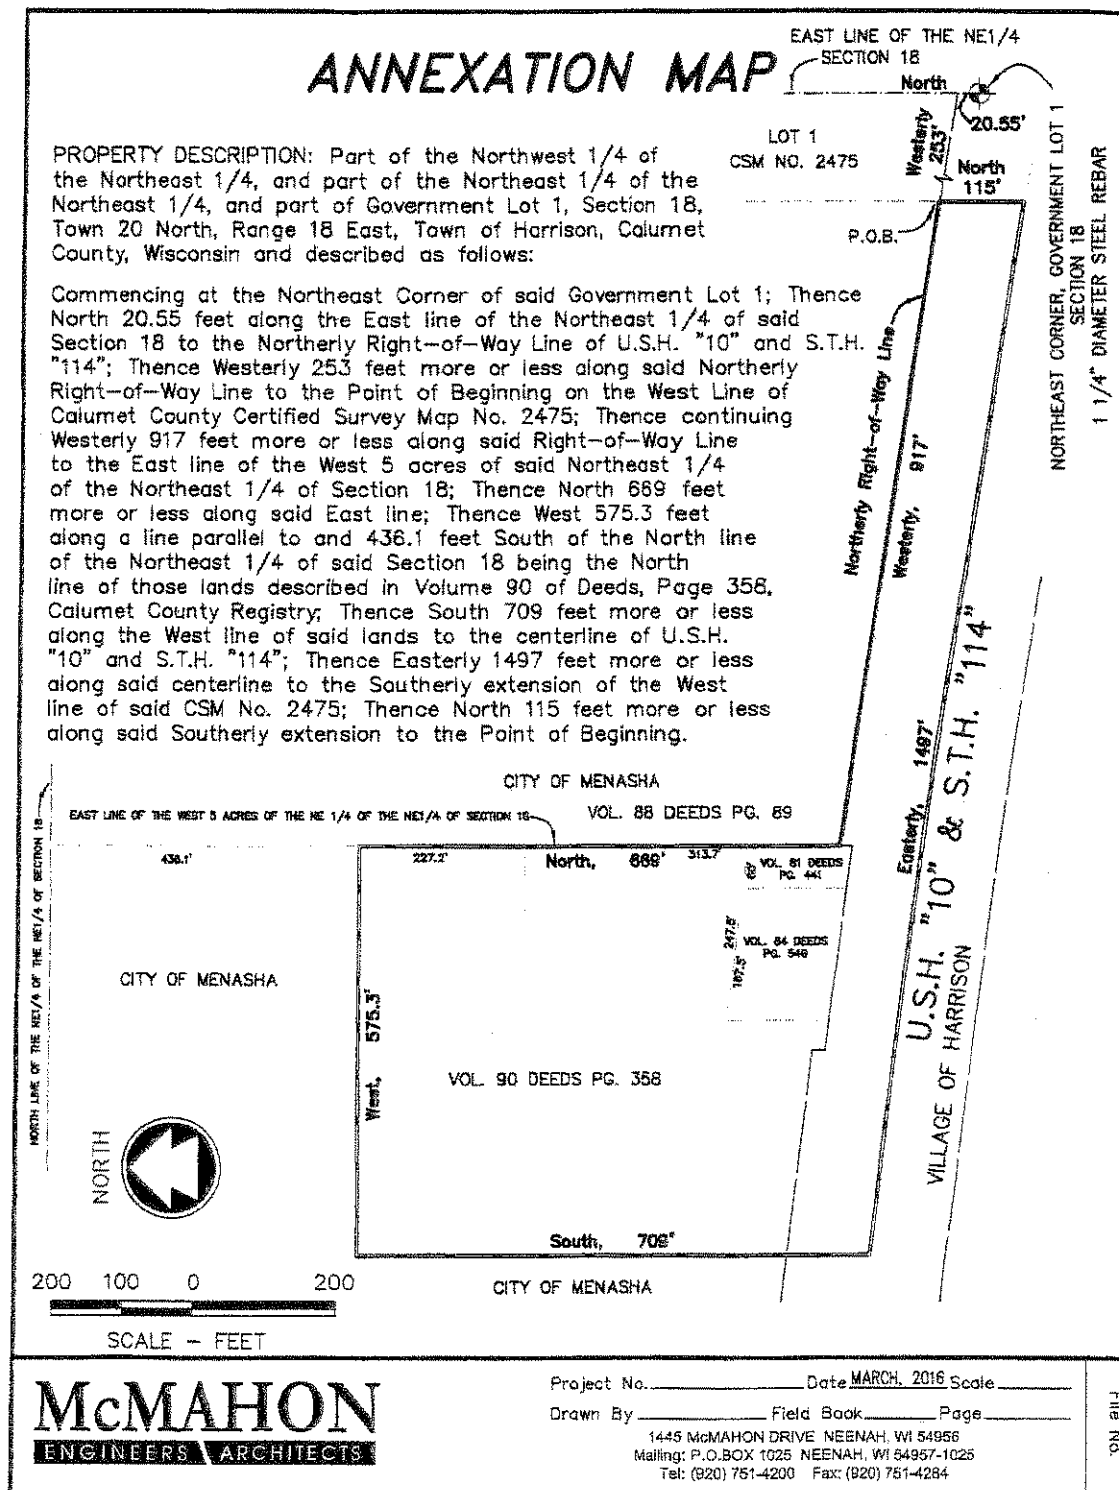 ANNEXATION MAP
EAST LINE OF THE NE1/4
SECTION 18
North
20.55'
Westerly
253'
North
115'
LOT 1
CSM NO. 2475
P.O.B.
NORTHEAST CORNER, GOVERNMENT LOT 1
SECTION 18
1 1/4" DIAMETER STEEL REBAR
PROPERTY DESCRIPTION: Part of the Northwest 1/4 of
the Northeast 1/4, and part of the Northeast 1/4 of the
Northeast 1/4, and part of Government Lot 1, Section 18,
Town 20 North, Range 18 East, Town of Harrison, Calumet
County, Wisconsin and described as follows:
Commencing at the Northeast Corner of said Government Lot 1; Thence
North 20.55 feet along the East line of the Northeast 1/4 of said
Section 18 to the Northerly Right-of-Way Line of U.S.H. "10" and S.T.H.
"114"; Thence Westerly 253 feet more or less along said Northerly
Right-of-Way Line to the Point of Beginning on the West Line of
Calumet County Certified Survey Map No. 2475; Thence continuing
Westerly 917 feet more or less along said Right-of-Way Line
to the East line of the West 5 acres of said Northeast 1/4
of the Northeast 1/4 of Section 18; Thence North 669 feet
more or less along said East line; Thence West 575.3 feet
along a line parallel to and 436.1 feet South of the North line
of the Northeast 1/4 of said Section 18 being the North
line of those lands described in Volume 90 of Deeds, Page 358,
Calumet County Registry; Thence South 709 feet more or less
along the West line of said lands to the centerline of U.S.H.
"10" and S.T.H. "114"; Thence Easterly 1497 feet more or less
along said centerline to the Southerly extension of the West
line of said CSM No. 2475; Thence North 115 feet more or less
along said Southerly extension to the Point of Beginning.
Northerly Right-of-Way Line
Westerly, 917'
Easterly, 1497'
U.S.H. "10" & S.T.H. "114"
VILLAGE OF HARRISON
CITY OF MENASHA
VOL. 88 DEEDS PG. 89
EAST LINE OF THE WEST 5 ACRES OF THE NE 1/4 OF THE NE1/4 OF SECTION 18
NORTH LINE OF THE NE1/4 OF THE NE1/4 OF SECTION 18
436.1'
227.2'
North, 669'
313.7'
VOL. 81 DEEDS
PG. 441
247.5'
187.5'
VOL. 84 DEEDS
PG. 546
CITY OF MENASHA
West, 575.3'
VOL. 90 DEEDS PG. 358
NORTH
South, 709'
CITY OF MENASHA
200 100 0 200
SCALE - FEET
McMAHON
ENGINEERS ARCHITECTS
Project No. Date MARCH, 2016 Scale
Drawn By Field Book Page
1445 McMAHON DRIVE NEENAH, WI 54956
Mailing: P.O.BOX 1025 NEENAH, WI 54957-1025
Tel: (920) 751-4200 Fax: (920) 751-4284
File No.